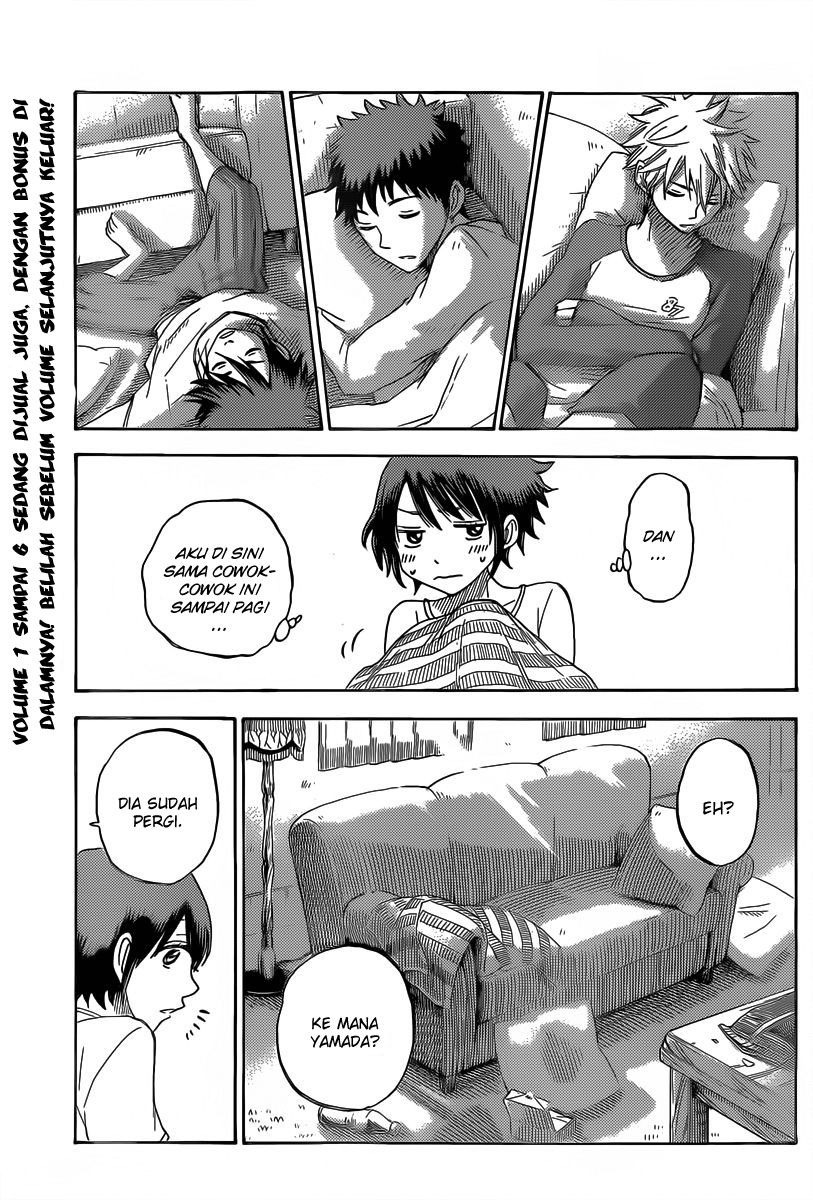 VOLUME 1 SAMPAI 6 SEDANG DIJUAL JUGA, DENGAN BONUS DI
DALAMNYA! BELILAH SEBELUM VOLUME SELANJUTNYA KELUAR!
87
DAN
...
AKU DI SINI
SAMA COWOK-
COWOK INI
SAMPAI PAGI
...
EH?
KE MANA
YAMADA?
DIA SUDAH
PERGI.